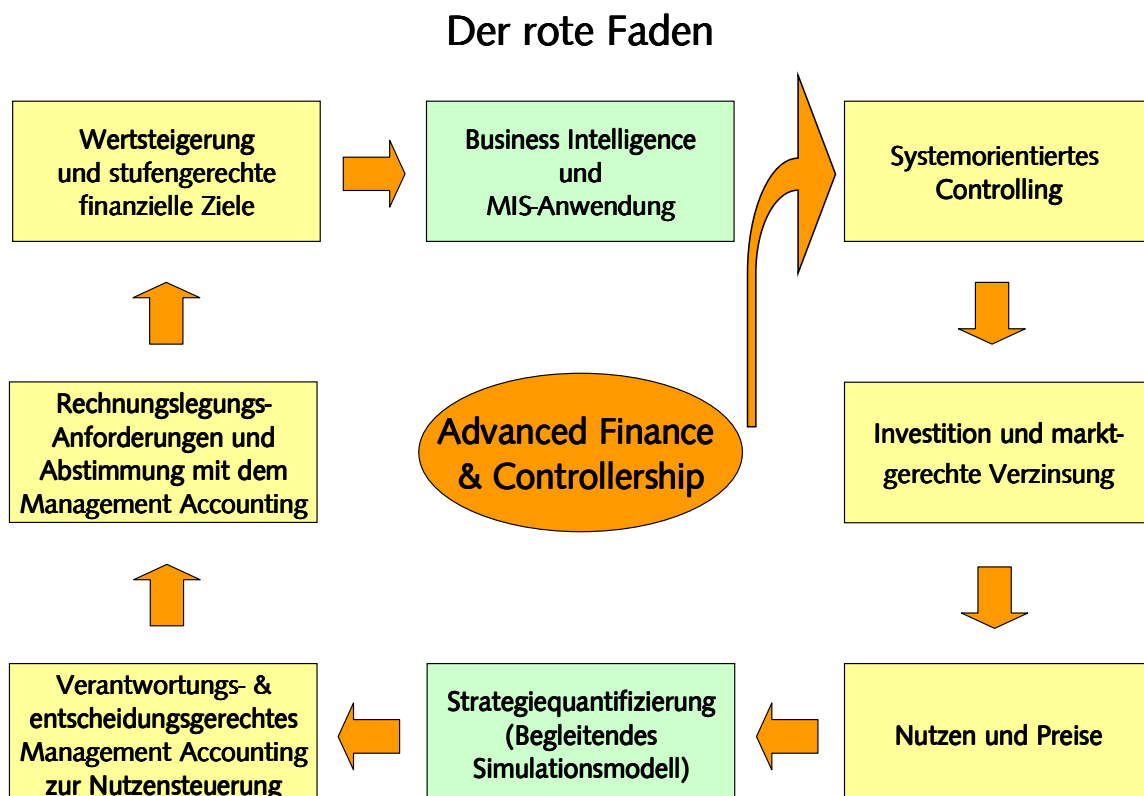 Der rote Faden
Wertsteigerung
und stufengerechte
finanzielle Ziele
Business Intelligence
und
MIS-Anwendung
Systemorientiertes
Controlling
Rechnungslegungs-
Anforderungen und
Abstimmung mit dem
Management Accounting
Advanced Finance
& Controllership
Investition und markt-
gerechte Verzinsung
Verantwortungs- &
entscheidungsgerechtes
Management Accounting
zur Nutzensteuerung
Strategiequantifizierung
(Begleitendes
Simulationsmodell)
Nutzen und Preise